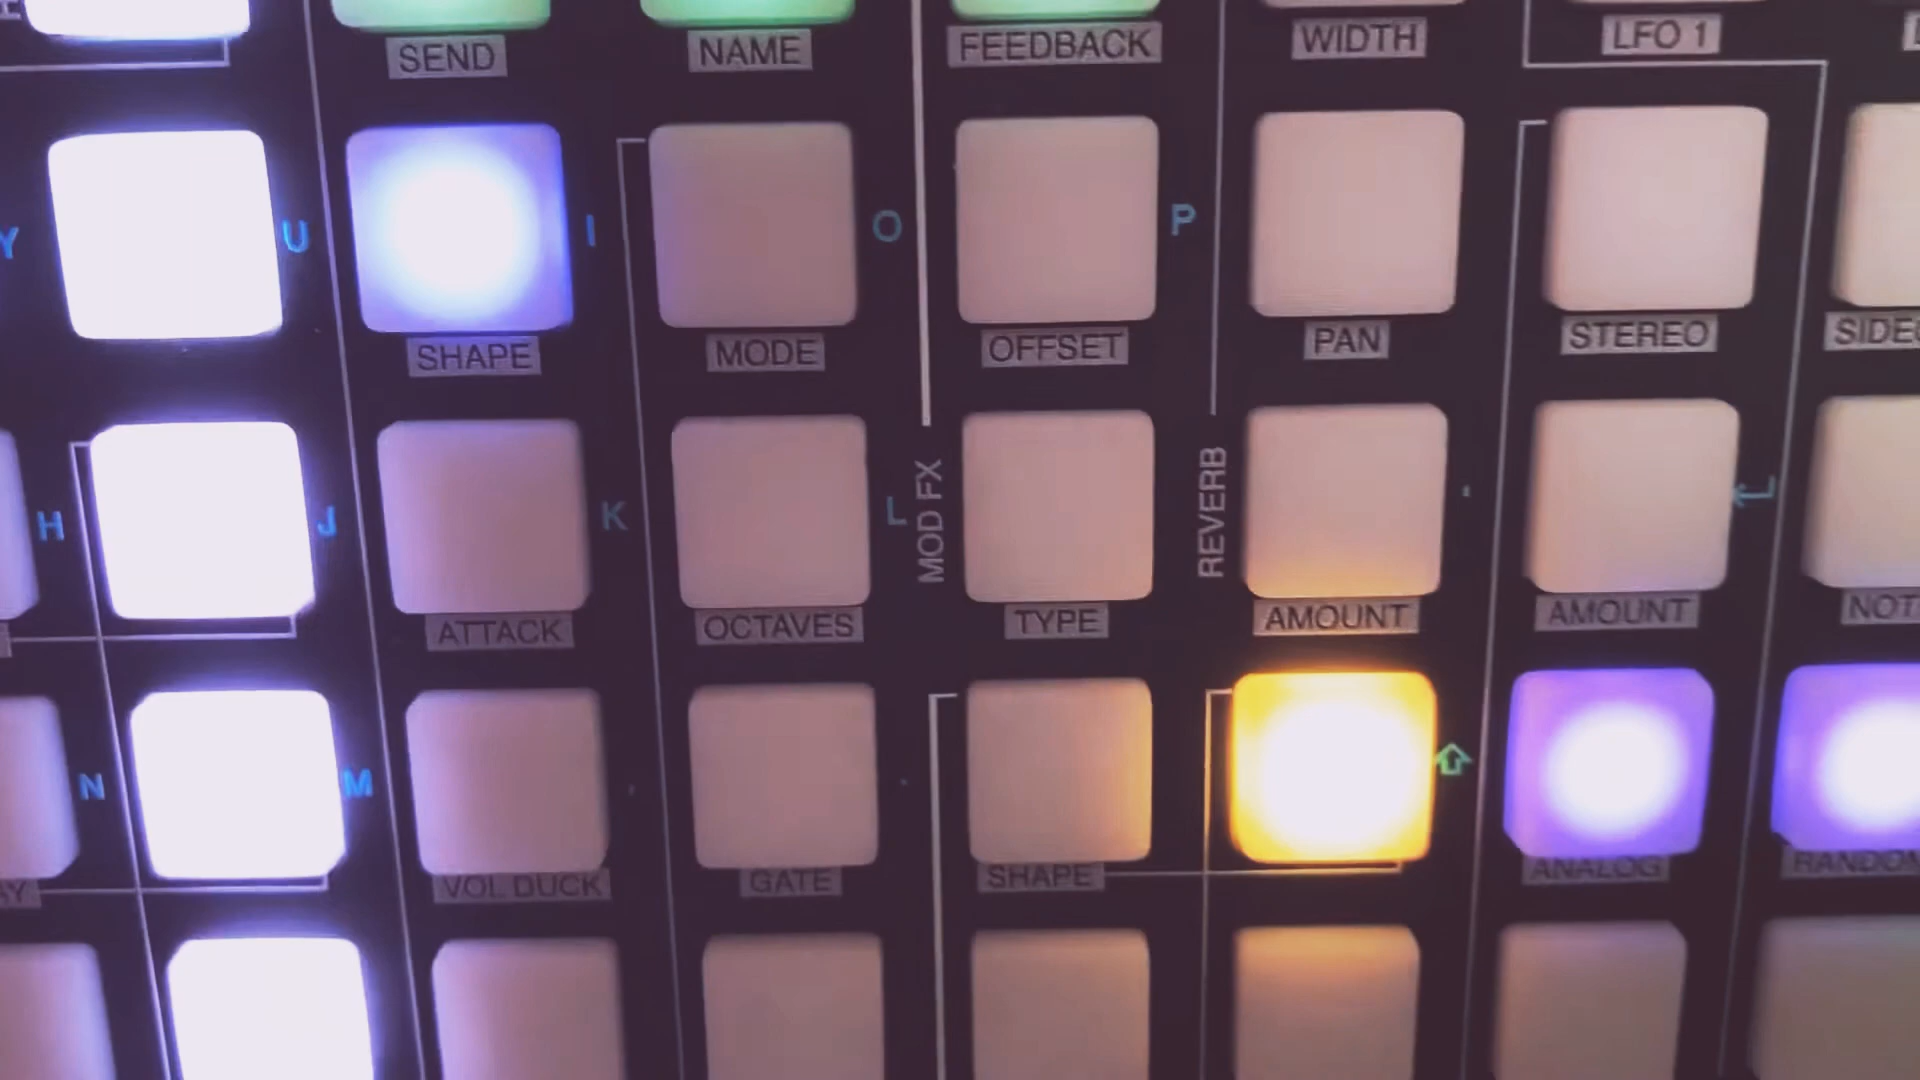 SEND NAME FEEDBACK WIDTH LFO 1
Y U I O P
SHAPE MODE OFFSET PAN STEREO
H J K L MOD FX REVERB
ATTACK OCTAVES TYPE AMOUNT AMOUNT
N M
VOL DUCK GATE SHAPE ANALOG RANDOM